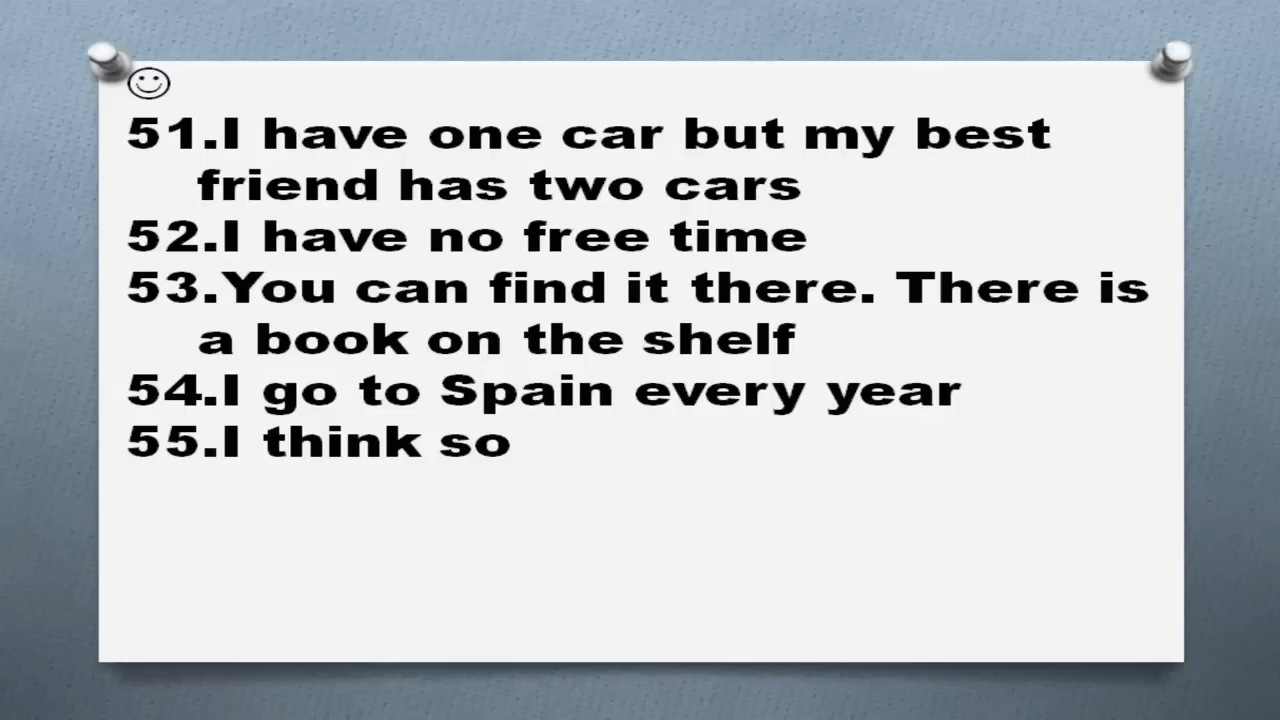 51.I have one car but my best
friend has two cars
52.I have no free time
53.You can find it there. There is
a book on the shelf
54.I go to Spain every year
55.I think so